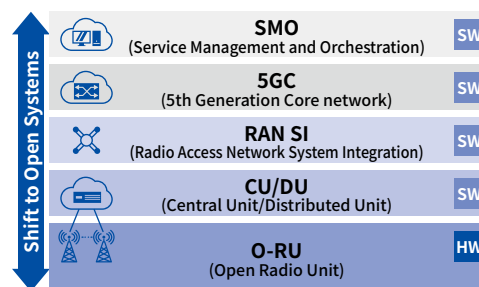 Shift to Open Systems
SMO
(Service Management and Orchestration)
SW
5GC
(5th Generation Core network)
SW
RAN SI
(Radio Access Network System Integration)
SW
CU/DU
(Central Unit/Distributed Unit)
SW
O-RU
(Open Radio Unit)
HW